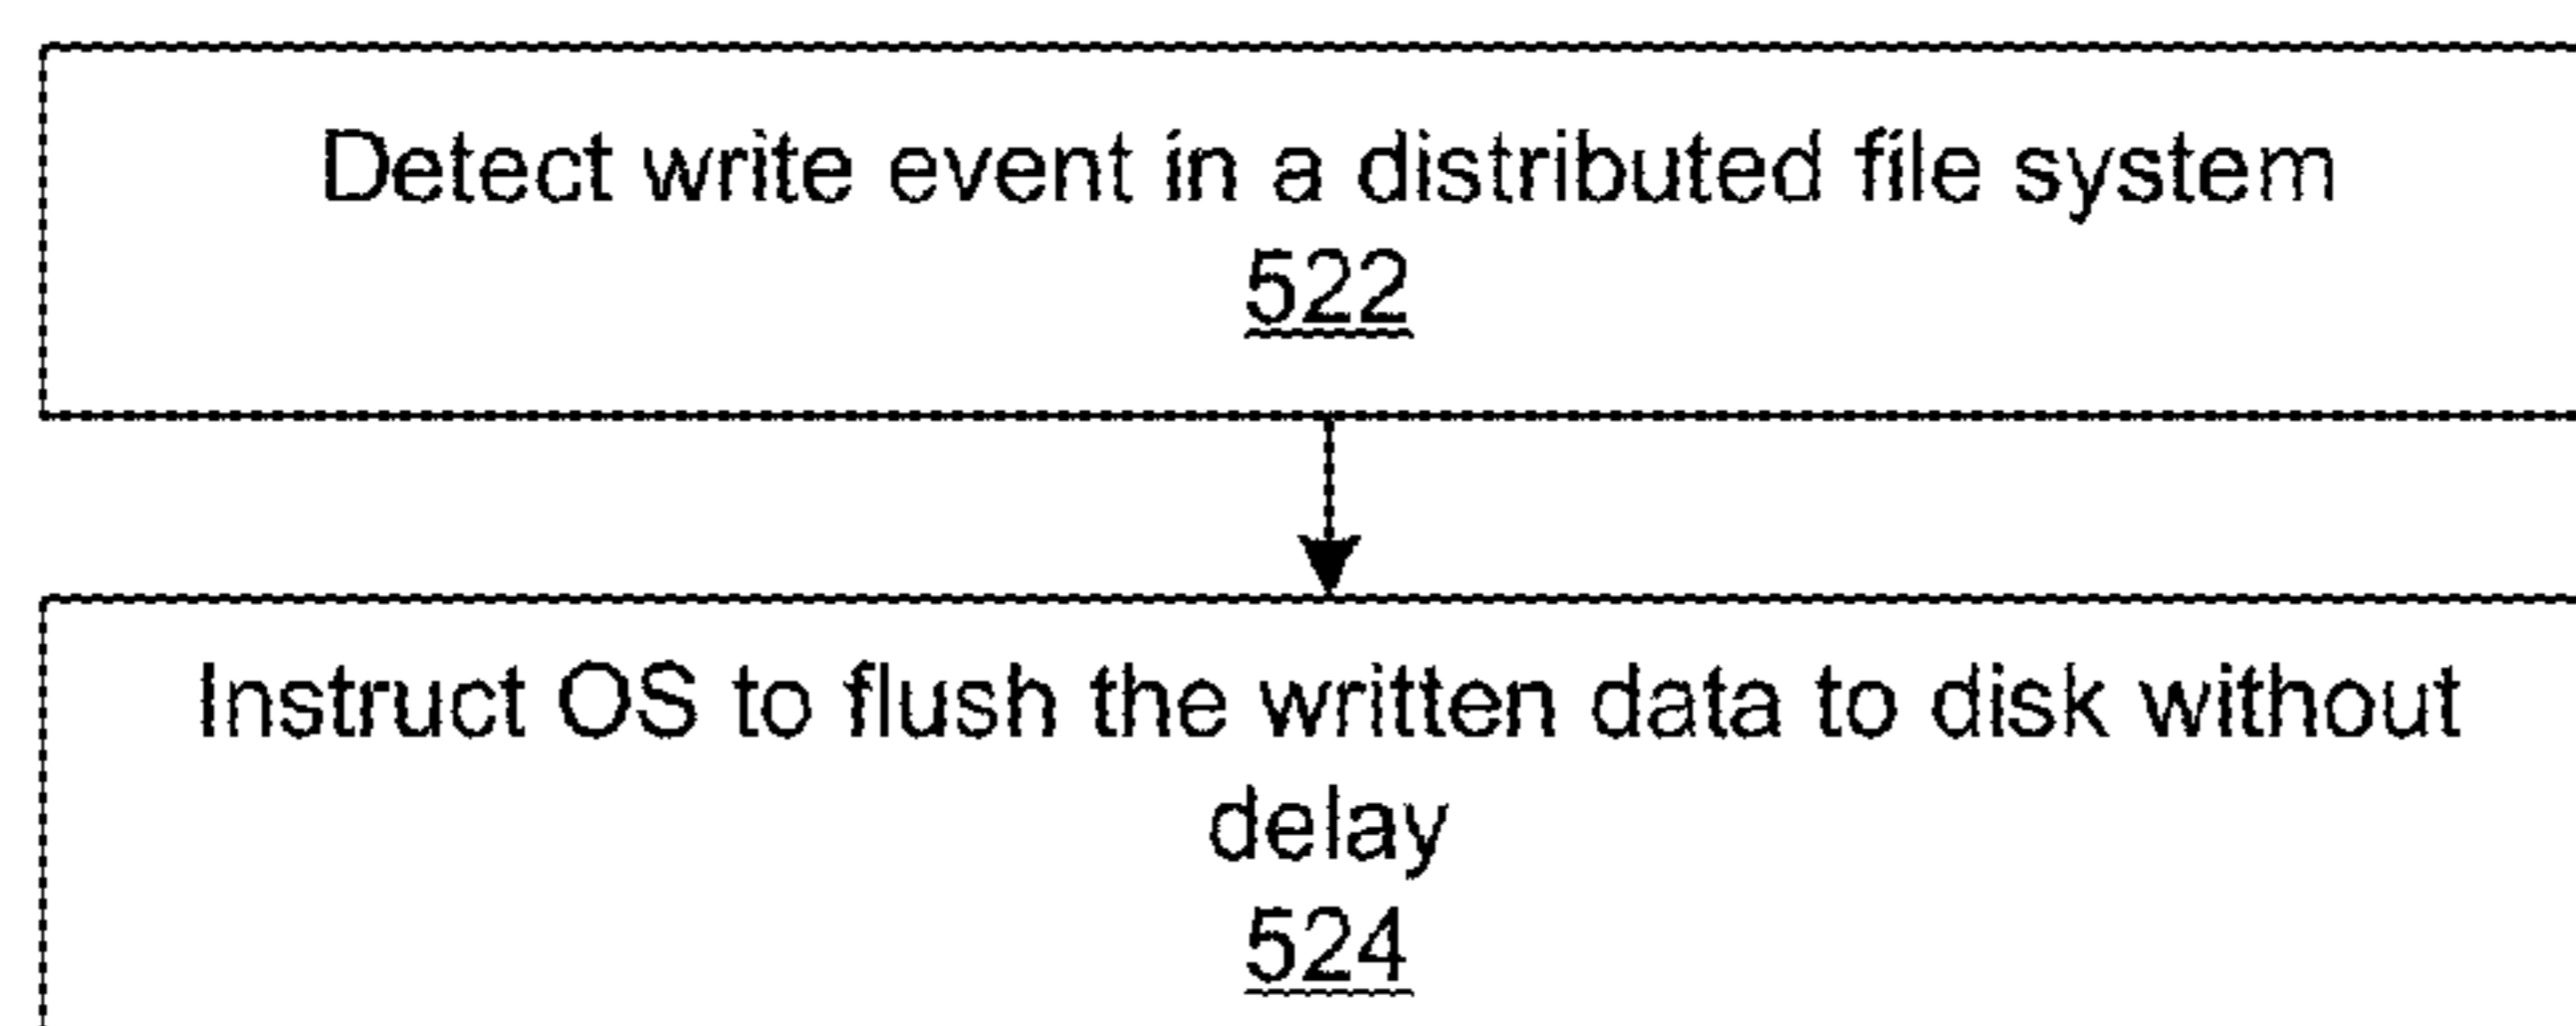 Detect write event in a distributed file system
522
Instruct OS to flush the written data to disk without
delay
524